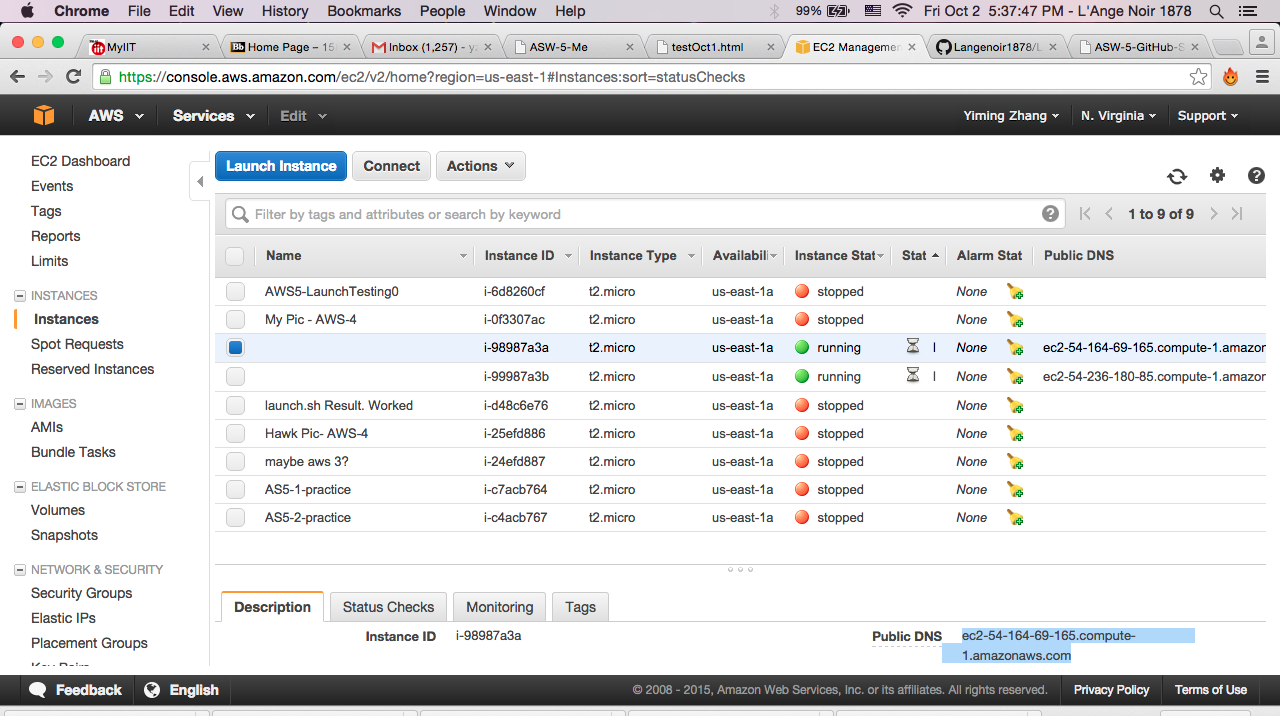 Chrome File Edit View History Bookmarks People Window Help 99% Fri Oct 2 5:37:47 PM - L'Ange Noir 1878
MyIIT Bb Home Page – 15 Inbox (1,257) - ASW-5-Me testOct1.html EC2 Managemen Langenoir1878/L ASW-5-GitHub-S
https://console.aws.amazon.com/ec2/v2/home?region=us-east-1#Instances:sort=statusChecks
AWS Services Edit Yiming Zhang N. Virginia Support
EC2 Dashboard
Events
Tags
Reports
Limits
INSTANCES
Instances
Spot Requests
Reserved Instances
IMAGES
AMIs
Bundle Tasks
ELASTIC BLOCK STORE
Volumes
Snapshots
NETWORK & SECURITY
Security Groups
Elastic IPs
Placement Groups
Key Pairs
Launch Instance Connect Actions
Filter by tags and attributes or search by keyword ? 1 to 9 of 9
Name Instance ID Instance Type Availabili Instance Stat Stat Alarm Stat Public DNS
AWS5-LaunchTesting0 i-6d8260cf t2.micro us-east-1a stopped None
My Pic - AWS-4 i-0f3307ac t2.micro us-east-1a stopped None
i-98987a3a t2.micro us-east-1a running I None ec2-54-164-69-165.compute-1.amazon
i-99987a3b t2.micro us-east-1a running I None ec2-54-236-180-85.compute-1.amazor
launch.sh Result. Worked i-d48c6e76 t2.micro us-east-1a stopped None
Hawk Pic- AWS-4 i-25efd886 t2.micro us-east-1a stopped None
maybe aws 3? i-24efd887 t2.micro us-east-1a stopped None
AS5-1-practice i-c7acb764 t2.micro us-east-1a stopped None
AS5-2-practice i-c4acb767 t2.micro us-east-1a stopped None
Description Status Checks Monitoring Tags
Instance ID i-98987a3a Public DNS ec2-54-164-69-165.compute-
1.amazonaws.com
Feedback English © 2008 - 2015, Amazon Web Services, Inc. or its affiliates. All rights reserved. Privacy Policy Terms of Use